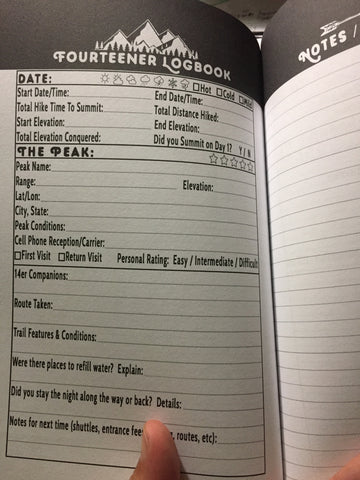 FOURTEENER LOGBOOK
NOTES /
DATE: Hot Cold Mild
Start Date/Time: End Date/Time:
Total Hike Time To Summit: Total Distance Hiked:
Start Elevation: End Elevation:
Total Elevation Conquered: Did you Summit on Day 1? Y / N
THE PEAK:
Peak Name:
Range: Elevation:
Lat/Lon:
City, State:
Peak Conditions:
Cell Phone Reception/Carrier:
First Visit Return Visit Personal Rating: Easy / Intermediate / Difficult
14er Companions:
Route Taken:
Trail Features & Conditions:
Were there places to refill water? Explain:
Did you stay the night along the way or back? Details:
Notes for next time (shuttles, entrance fees, routes, etc):